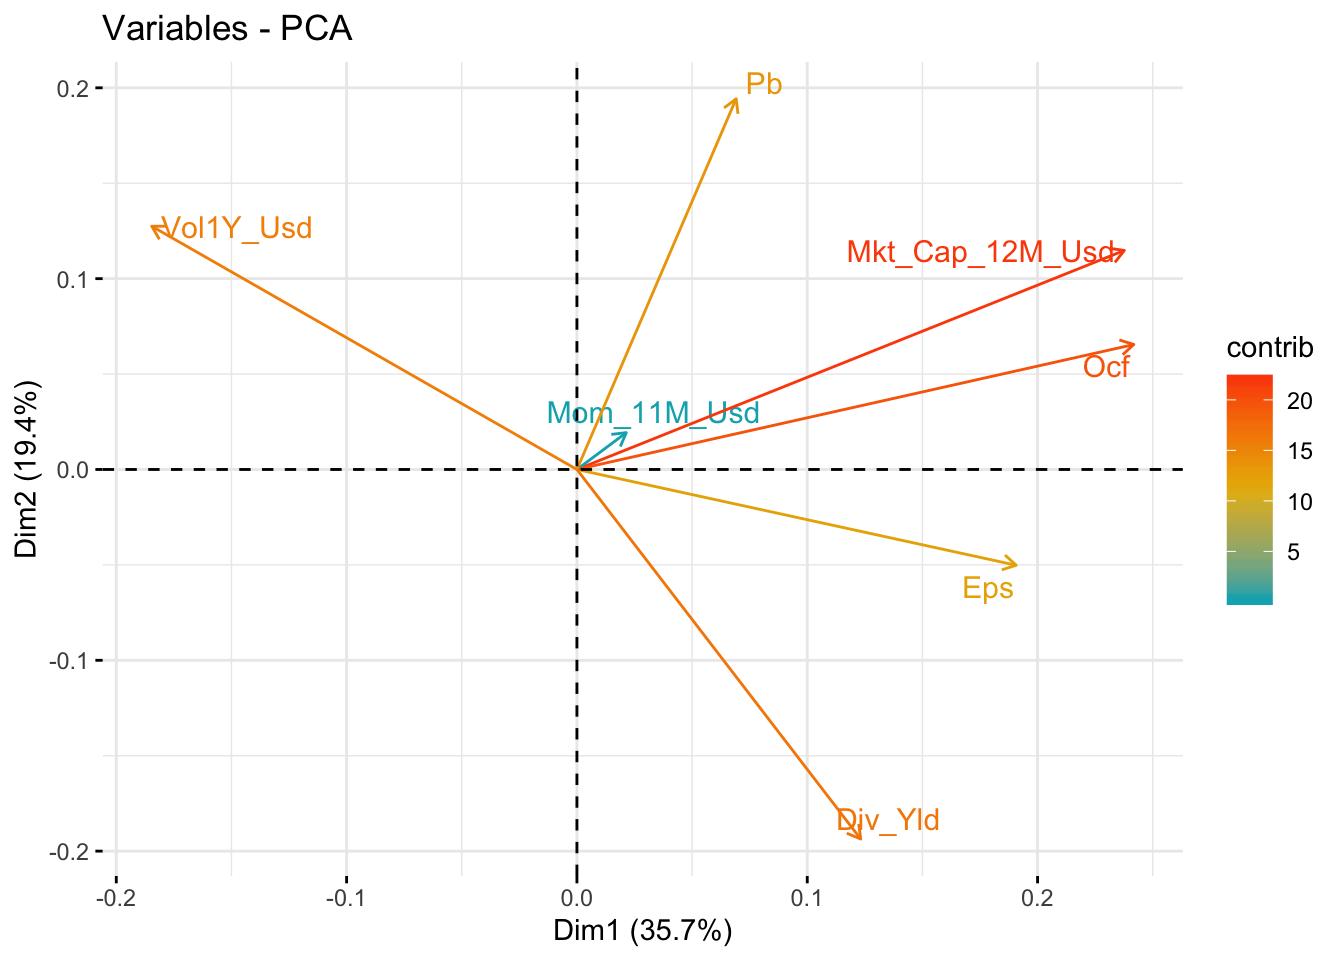 Variables - PCA
Pb
Vol1Y_Usd
Mkt_Cap_12M_Usd
Ocf
Mom_11M_Usd
Eps
Div_Yld
0.2
0.1
0.0
-0.1
-0.2
Dim2 (19.4%)
-0.2
-0.1
0.0
0.1
0.2
Dim1 (35.7%)
contrib
20
15
10
5